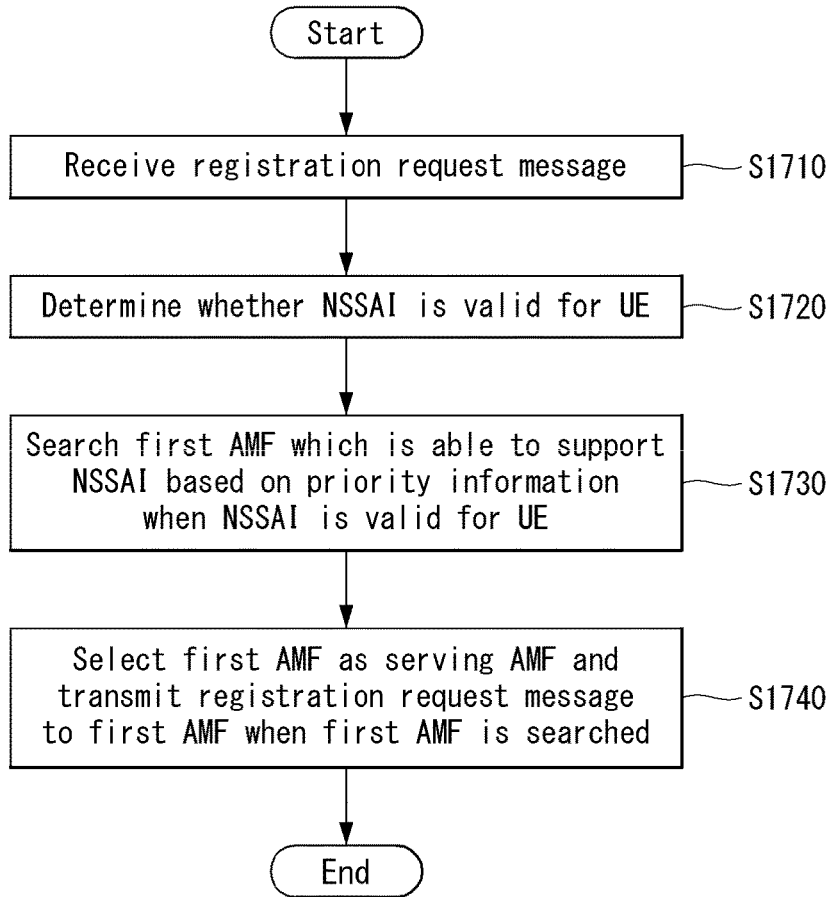 Start
Receive registration request message
S1710
Determine whether NSSAI is valid for UE
S1720
Search first AMF which is able to support
NSSAI based on priority information
when NSSAI is valid for UE
S1730
Select first AMF as serving AMF and
transmit registration request message
to first AMF when first AMF is searched
S1740
End